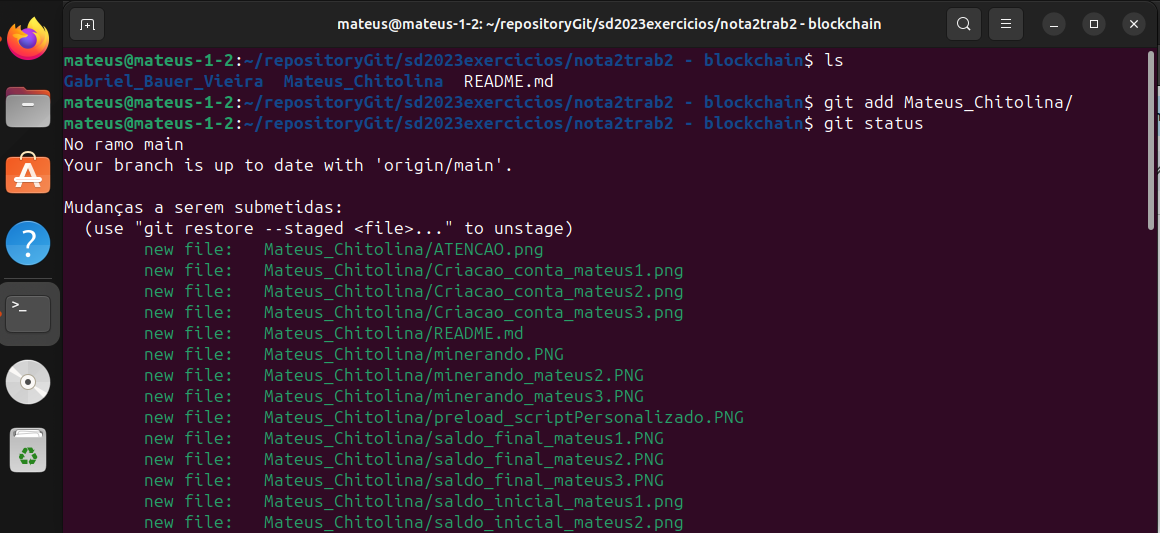 mateus@mateus-1-2: ~/repositoryGit/sd2023exercicios/nota2trab2 - blockchain
mateus@mateus-1-2:~/repositoryGit/sd2023exercicios/nota2trab2 - blockchain$ ls
Gabriel_Bauer_Vieira  Mateus_Chitolina  README.md
mateus@mateus-1-2:~/repositoryGit/sd2023exercicios/nota2trab2 - blockchain$ git add Mateus_Chitolina/
mateus@mateus-1-2:~/repositoryGit/sd2023exercicios/nota2trab2 - blockchain$ git status
No ramo main
Your branch is up to date with 'origin/main'.
Mudanças a serem submetidas:
  (use "git restore --staged <file>..." to unstage)
        new file:   Mateus_Chitolina/ATENCAO.png
        new file:   Mateus_Chitolina/Criacao_conta_mateus1.png
        new file:   Mateus_Chitolina/Criacao_conta_mateus2.png
        new file:   Mateus_Chitolina/Criacao_conta_mateus3.png
        new file:   Mateus_Chitolina/README.md
        new file:   Mateus_Chitolina/minerando.PNG
        new file:   Mateus_Chitolina/minerando_mateus2.PNG
        new file:   Mateus_Chitolina/minerando_mateus3.PNG
        new file:   Mateus_Chitolina/preload_scriptPersonalizado.PNG
        new file:   Mateus_Chitolina/saldo_final_mateus1.PNG
        new file:   Mateus_Chitolina/saldo_final_mateus2.PNG
        new file:   Mateus_Chitolina/saldo_final_mateus3.PNG
        new file:   Mateus_Chitolina/saldo_inicial_mateus1.png
        new file:   Mateus_Chitolina/saldo_inicial_mateus2.png